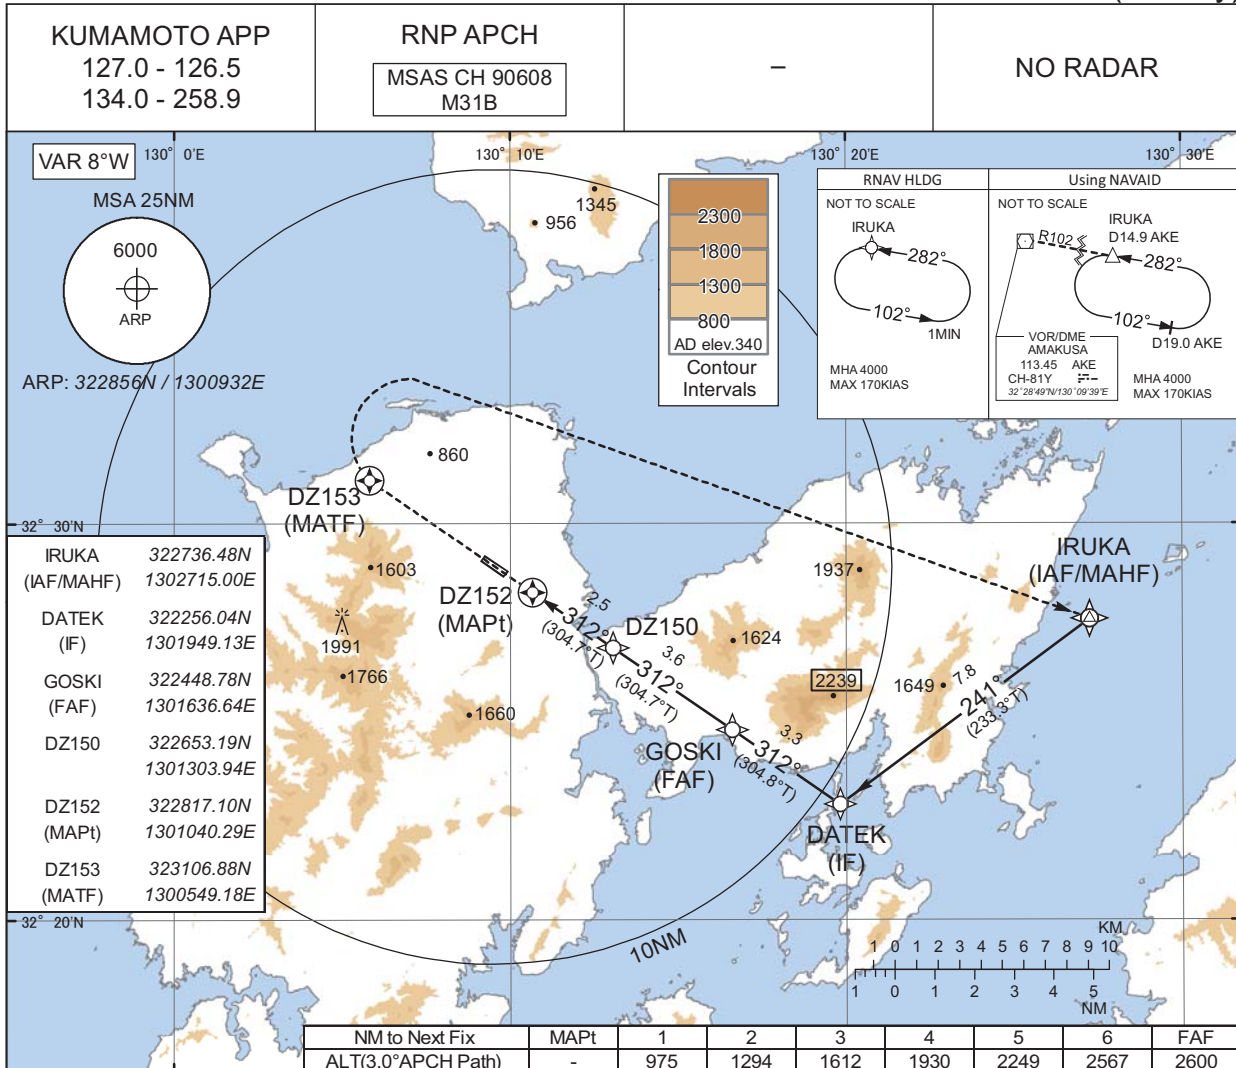 KUMAMOTO APP
127.0 - 126.5
134.0 - 258.9
RNP APCH
MSAS CH 90608
M31B
–
NO RADAR
VAR 8°W
130° 0'E
130° 10'E
130° 20'E
130° 30'E
MSA 25NM
6000
ARP
ARP: 322856N / 1300932E
1345
956
2300
1800
1300
800
AD elev.340
Contour
Intervals
RNAV HLDG
NOT TO SCALE
IRUKA
282°
102°
1MIN
MHA 4000
MAX 170KIAS
Using NAVAID
NOT TO SCALE
IRUKA
D14.9 AKE
R102
282°
102°
D19.0 AKE
VOR/DME
AMAKUSA
113.45 AKE
CH-81Y
32°28'49"N/130°09'39"E
MHA 4000
MAX 170KIAS
860
DZ153
(MATF)
32° 30'N
IRUKA 322736.48N
(IAF/MAHF) 1302715.00E
DATEK 322256.04N
(IF) 1301949.13E
GOSKI 322448.78N
(FAF) 1301636.64E
DZ150 322653.19N
1301303.94E
DZ152 322817.10N
(MAPt) 1301040.29E
DZ153 323106.88N
(MATF) 1300549.18E
1603
1991
1766
1660
DZ152
(MAPt)
2.5
312°
(304.7°T)
DZ150
3.6
312°
(304.7°T)
1937
1624
2239
1649
IRUKA
(IAF/MAHF)
7.8
241°
(233.3°T)
GOSKI
(FAF)
3.3
312°
(304.8°T)
DATEK
(IF)
32° 20'N
10NM
KM
1 0 1 2 3 4 5 6 7 8 9 10
1 0 1 2 3 4 5
NM
NM to Next Fix MAPt 1 2 3 4 5 6 FAF
ALT(3.0°APCH Path) - 975 1294 1612 1930 2249 2567 2600